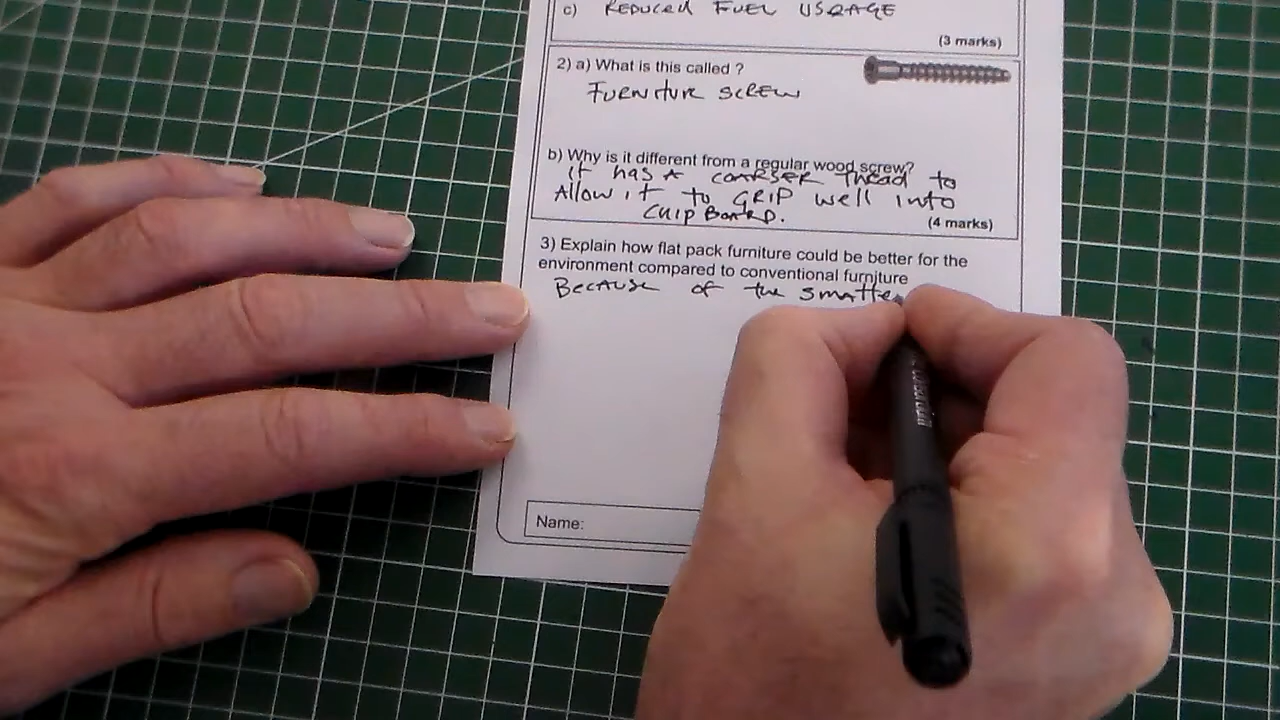 c) REDUCED FUEL USEAGE
(3 marks)
2) a) What is this called ?
FURNITURE SCREW
b) Why is it different from a regular wood screw?
it HAS A COARSER THREAD to
Allow it to GRIP well into
CHIPBOARD.
(4 marks)
3) Explain how flat pack furniture could be better for the
environment compared to conventional furniture
BECAUSE of the smalle
Name: